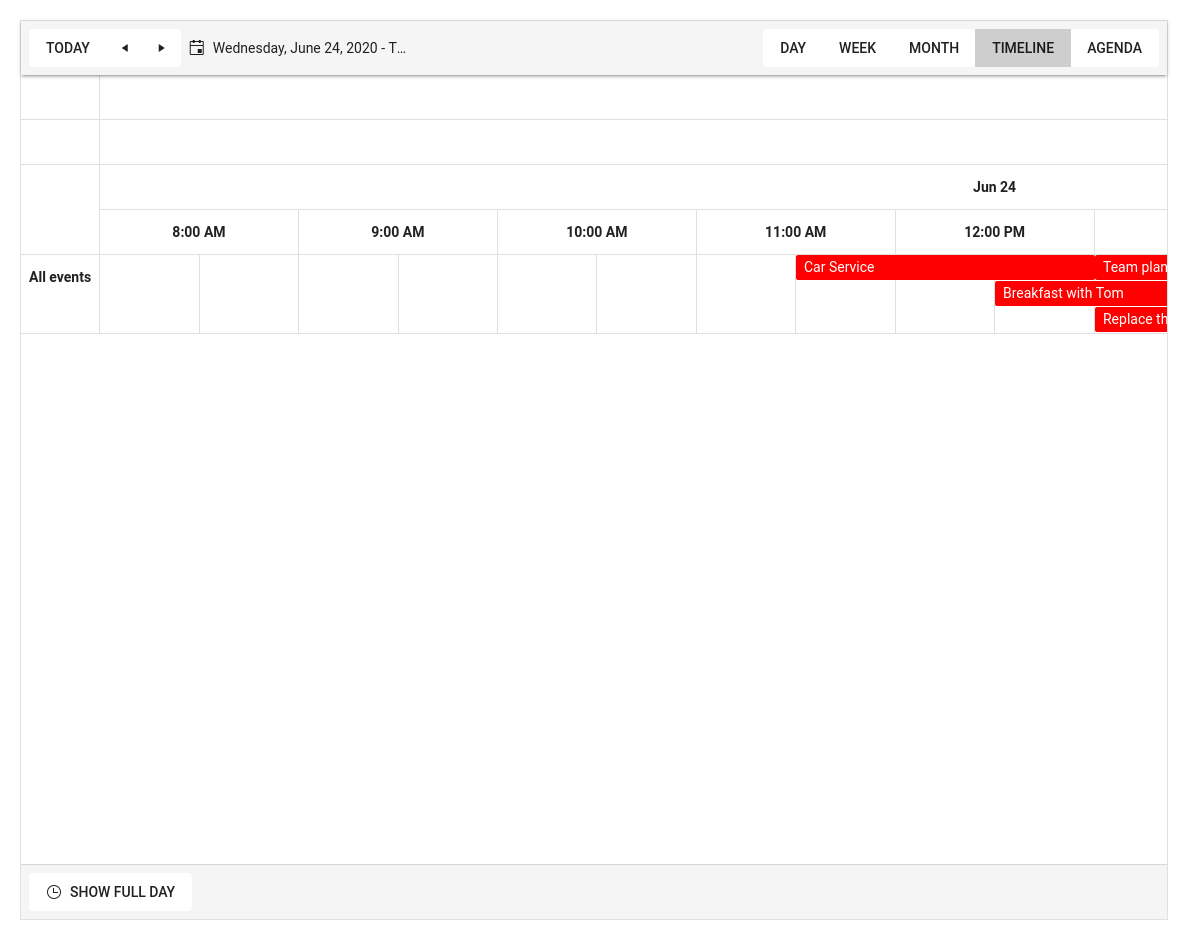 TODAY
Wednesday, June 24, 2020 - T...
DAY WEEK MONTH TIMELINE AGENDA
Jun 24
8:00 AM 9:00 AM 10:00 AM 11:00 AM 12:00 PM
All events
Car Service Team plan
Breakfast with Tom
Replace th
SHOW FULL DAY